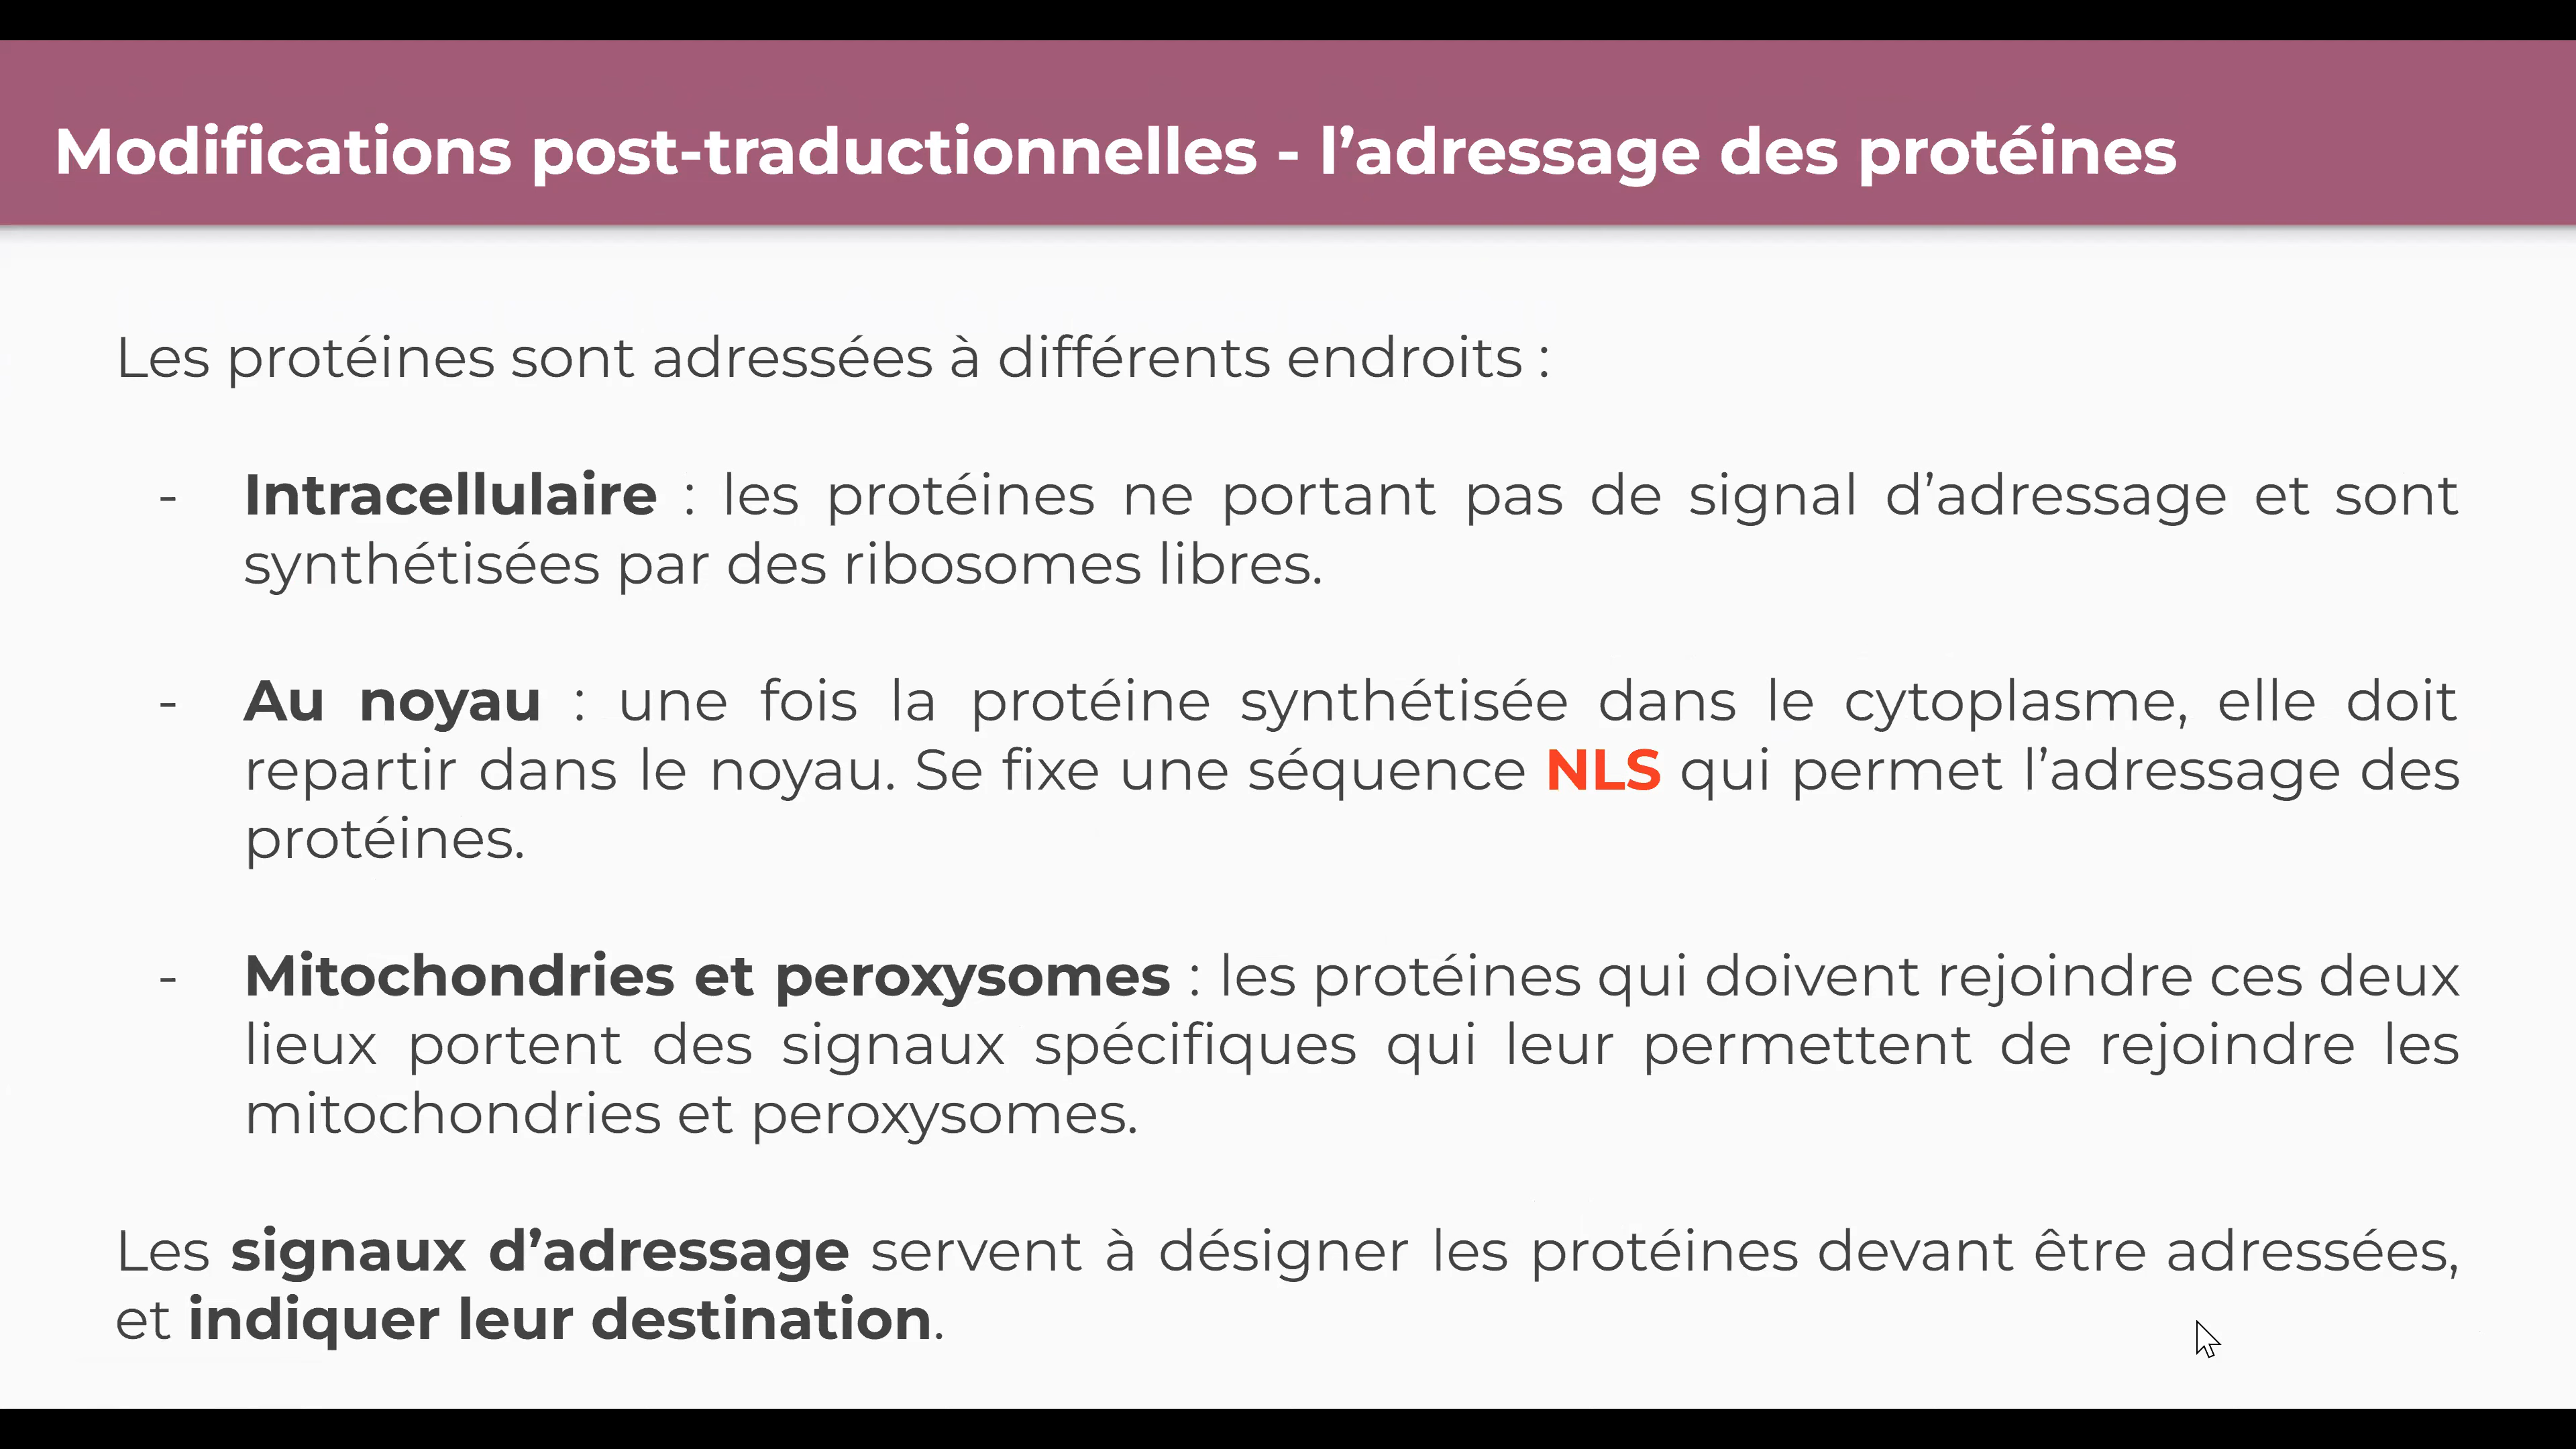 Modifications post-traductionnelles - l’adressage des protéines
Les protéines sont adressées à différents endroits :
- Intracellulaire : les protéines ne portant pas de signal d’adressage et sont
synthétisées par des ribosomes libres.
- Au noyau : une fois la protéine synthétisée dans le cytoplasme, elle doit
repartir dans le noyau. Se fixe une séquence NLS qui permet l’adressage des
protéines.
- Mitochondries et peroxysomes : les protéines qui doivent rejoindre ces deux
lieux portent des signaux spécifiques qui leur permettent de rejoindre les
mitochondries et peroxysomes.
Les signaux d’adressage servent à désigner les protéines devant être adressées,
et indiquer leur destination.